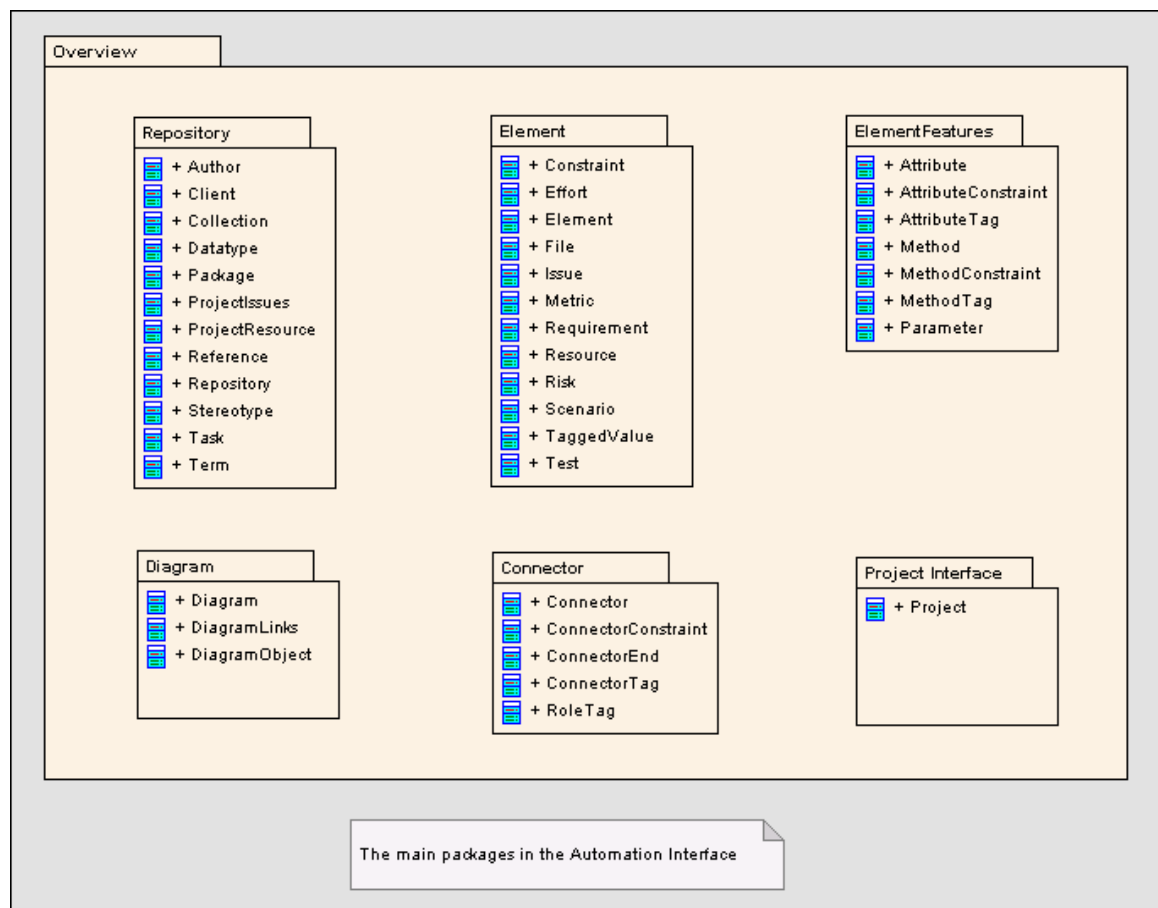 Overview
Repository
+ Author
+ Client
+ Collection
+ Datatype
+ Package
+ ProjectIssues
+ ProjectResource
+ Reference
+ Repository
+ Stereotype
+ Task
+ Term
Element
+ Constraint
+ Effort
+ Element
+ File
+ Issue
+ Metric
+ Requirement
+ Resource
+ Risk
+ Scenario
+ TaggedValue
+ Test
ElementFeatures
+ Attribute
+ AttributeConstraint
+ AttributeTag
+ Method
+ MethodConstraint
+ MethodTag
+ Parameter
Diagram
+ Diagram
+ DiagramLinks
+ DiagramObject
Connector
+ Connector
+ ConnectorConstraint
+ ConnectorEnd
+ ConnectorTag
+ RoleTag
Project Interface
+ Project
The main packages in the Automation Interface